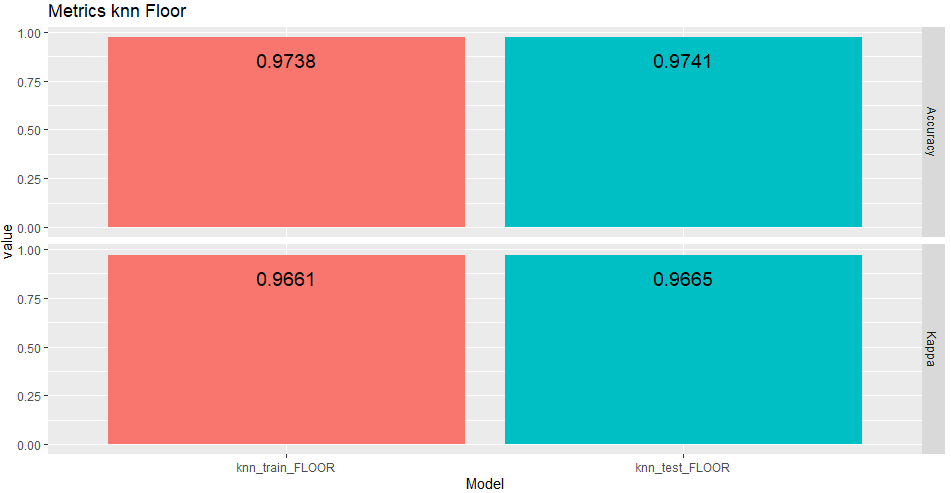 Metrics knn Floor
1.00
0.75
0.50
0.25
0.00
0.9738
0.9741
Accuracy
value
1.00
0.75
0.50
0.25
0.00
0.9661
0.9665
Kappa
knn_train_FLOOR
knn_test_FLOOR
Model